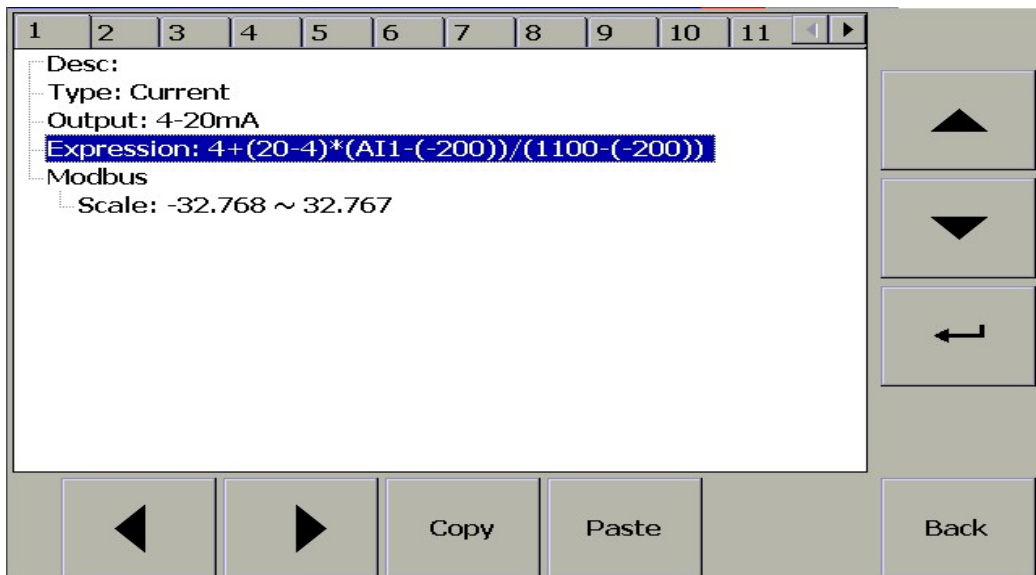 1 2 3 4 5 6 7 8 9 10 11
Desc:
Type: Current
Output: 4-20mA
Expression: 4+(20-4)*(AI1-(-200))/(1100-(-200))
Modbus
Scale: -32.768 ~ 32.767
Copy Paste Back